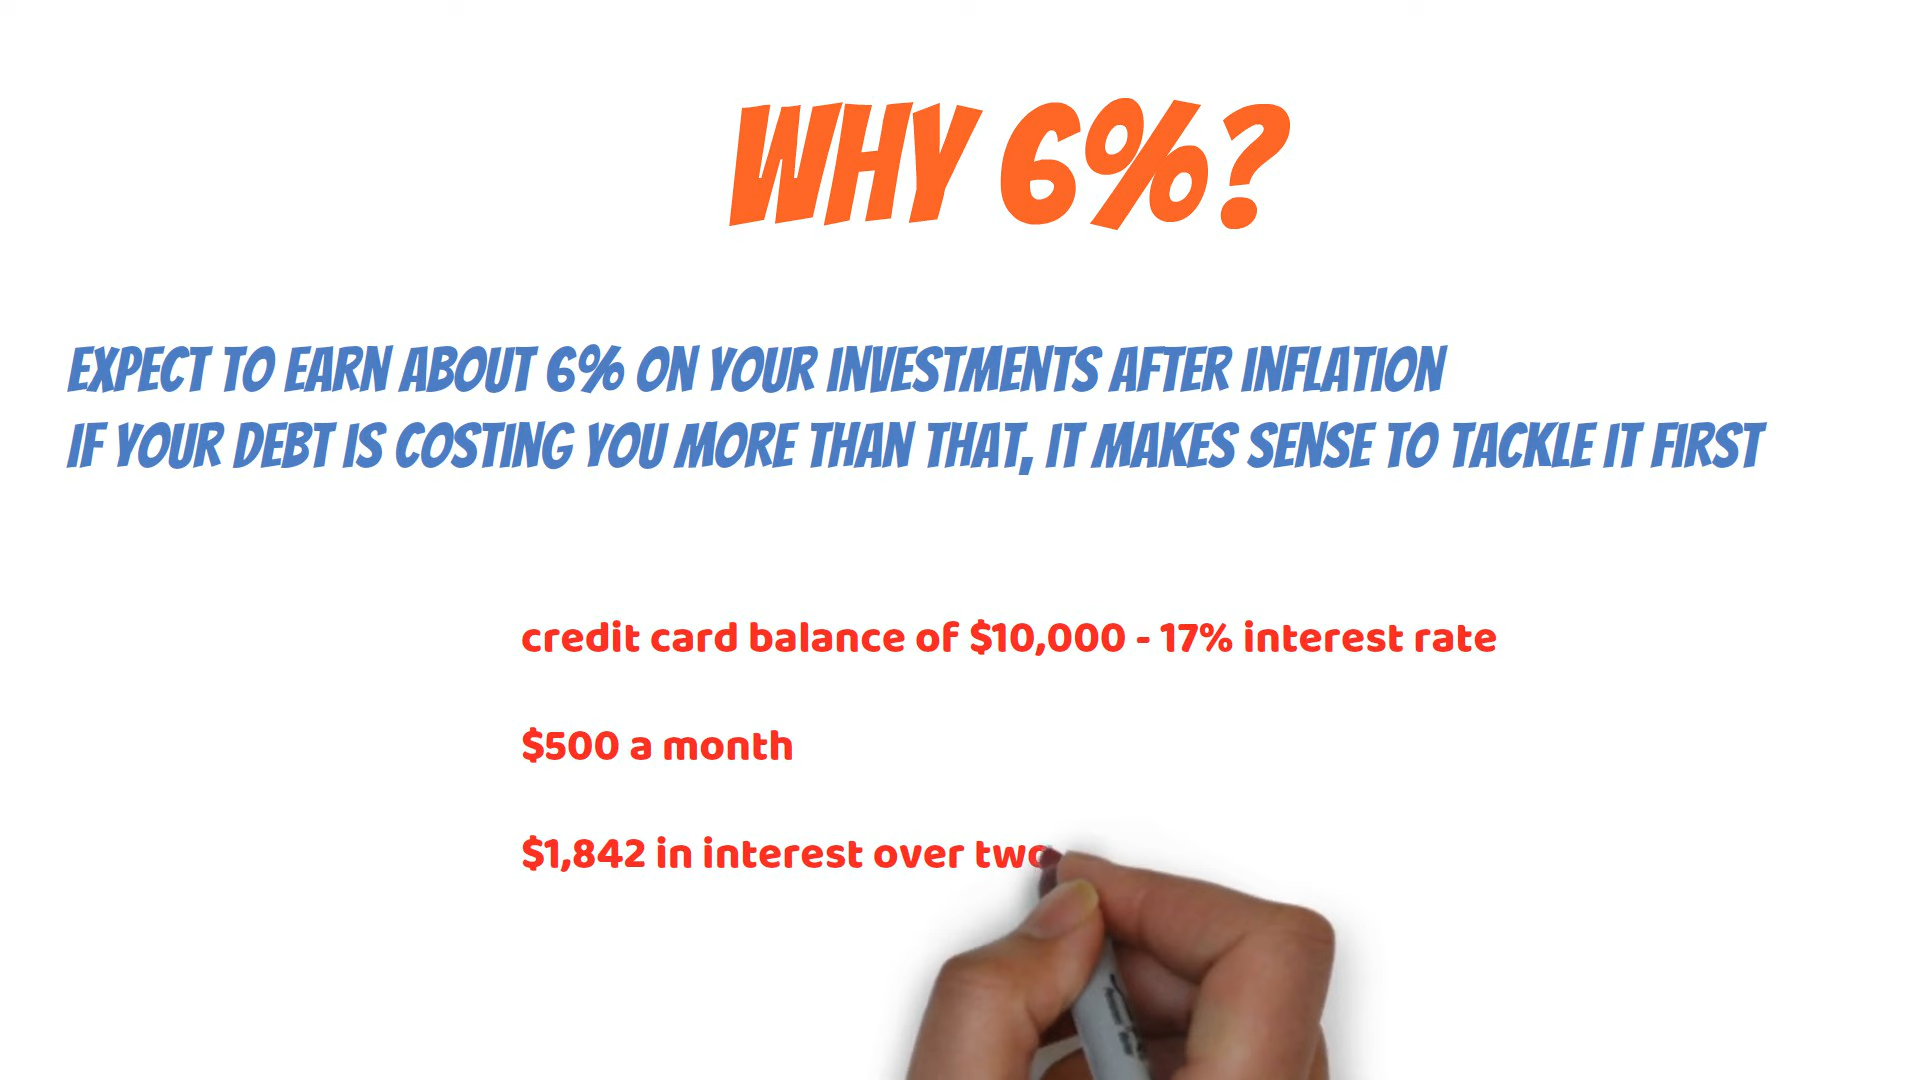 WHY 6%?
EXPECT TO EARN ABOUT 6% ON YOUR INVESTMENTS AFTER INFLATION
IF YOUR DEBT IS COSTING YOU MORE THAN THAT, IT MAKES SENSE TO TACKLE IT FIRST
credit card balance of $10,000 - 17% interest rate
$500 a month
$1,842 in interest over two